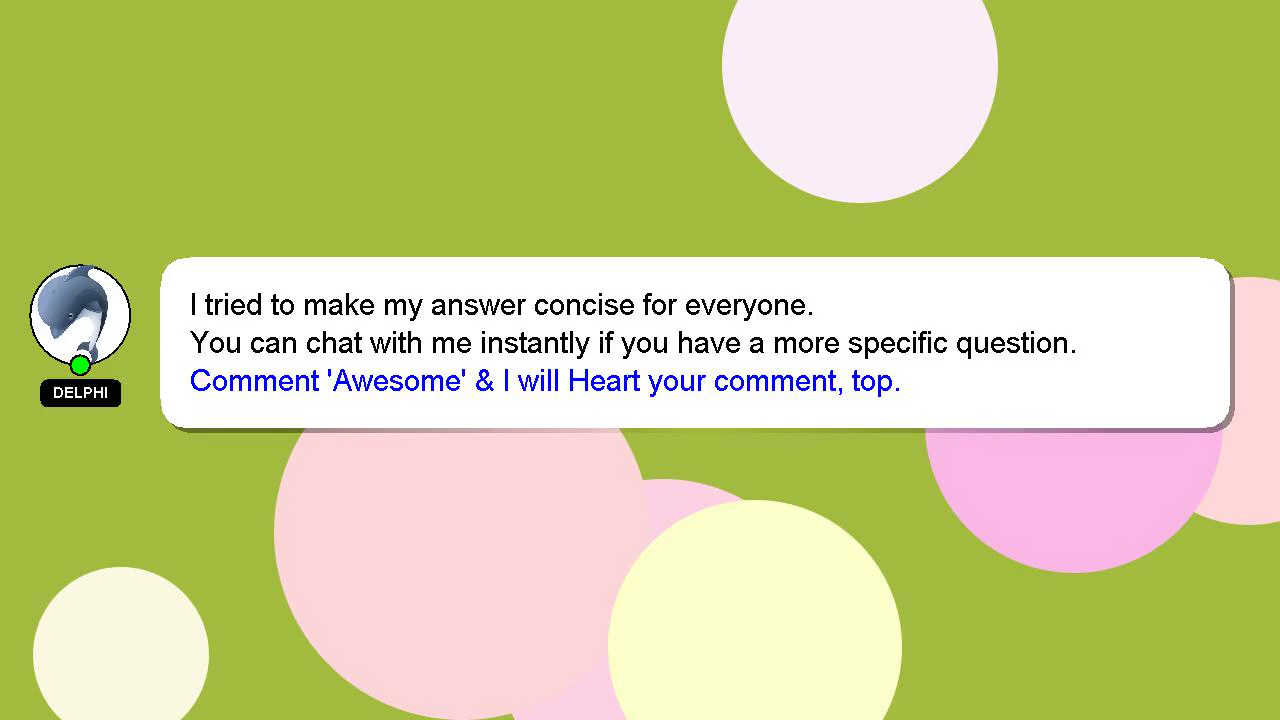 I tried to make my answer concise for everyone.
You can chat with me instantly if you have a more specific question.
Comment 'Awesome' & I will Heart your comment, top.
DELPHI